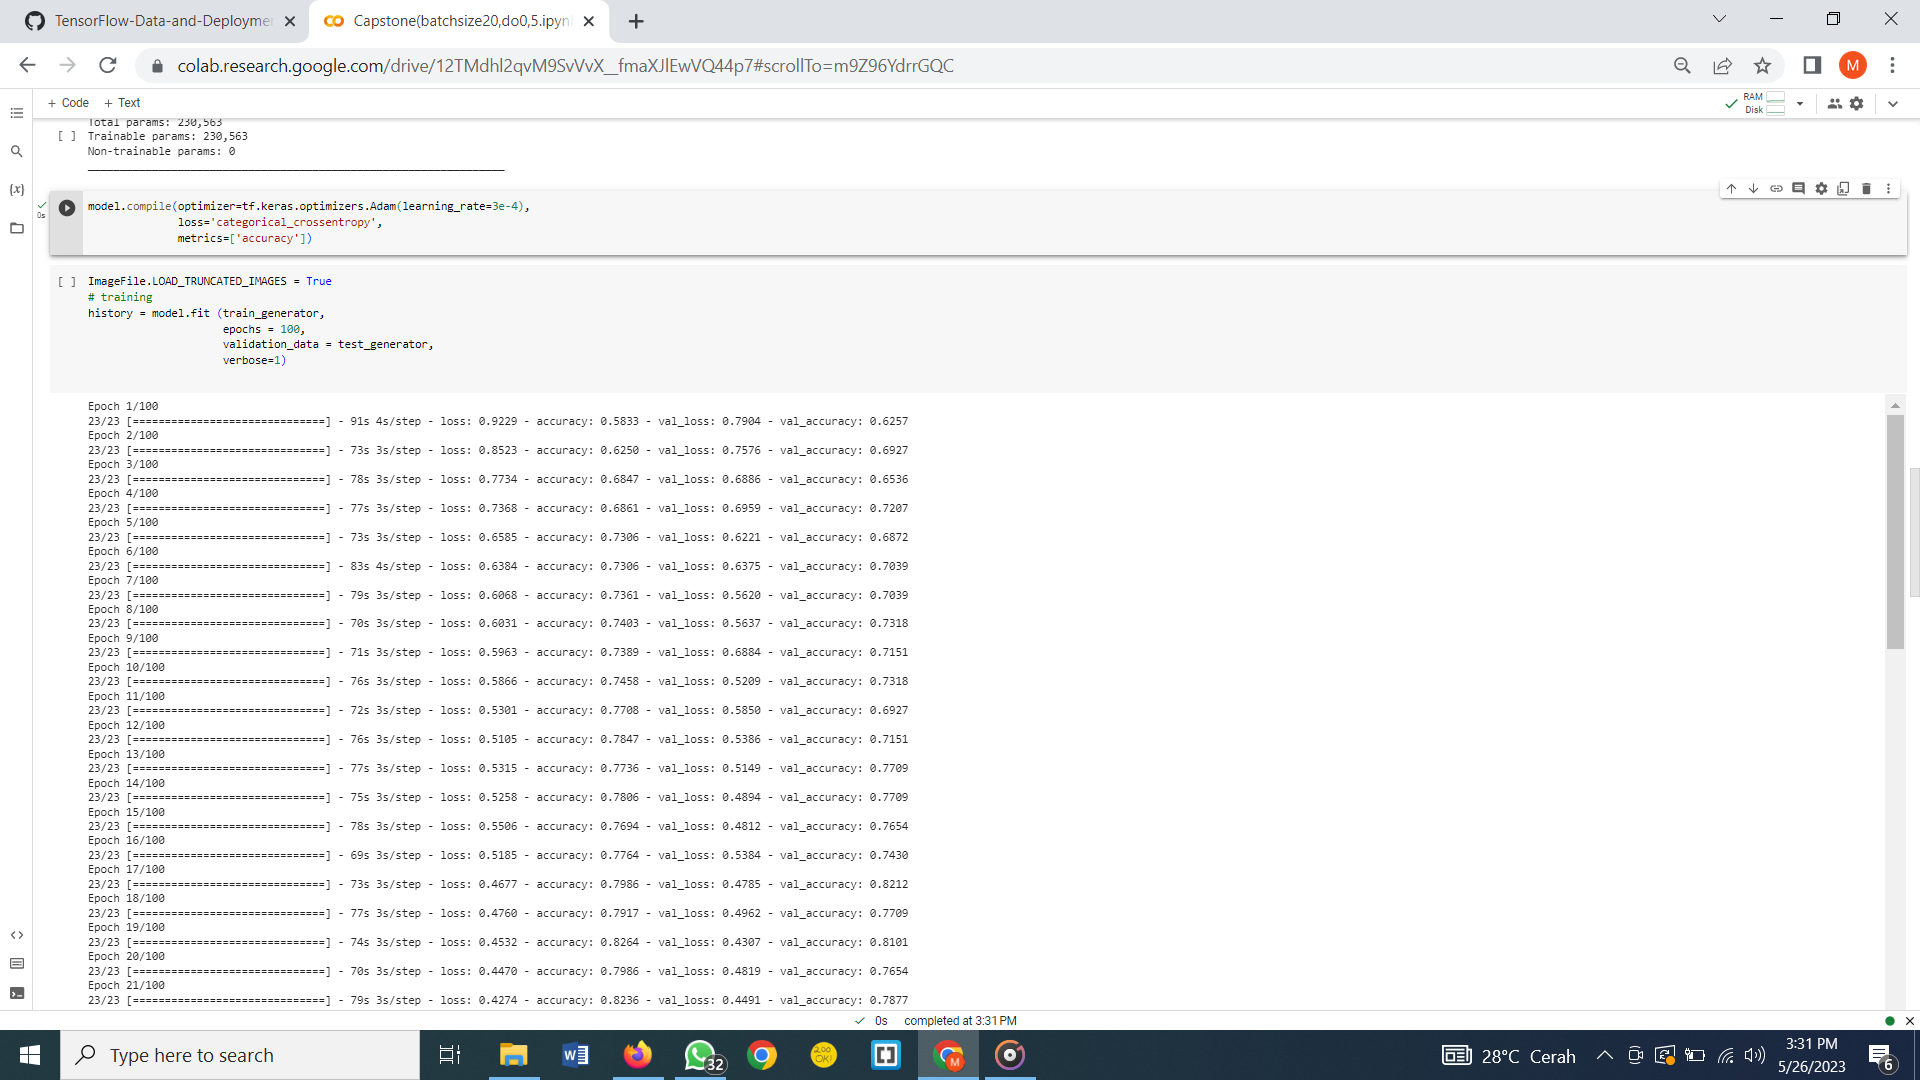 TensorFlow-Data-and-Deployme
Capstone(batchsize20,do0,5.ipyn
colab.research.google.com/drive/12TMdhl2qvM9SvVvX__fmaXJlEwVQ44p7#scrollTo=m9Z96YdrrGQC
M
+ Code + Text
RAM
Disk
Total params: 230,563
[ ] Trainable params: 230,563
Non-trainable params: 0
{x}
0s
model.compile(optimizer=tf.keras.optimizers.Adam(learning_rate=3e-4),
loss='categorical_crossentropy',
metrics=['accuracy'])
[ ] ImageFile.LOAD_TRUNCATED_IMAGES = True
# training
history = model.fit (train_generator,
epochs = 100,
validation_data = test_generator,
verbose=1)
Epoch 1/100
23/23 [==============================] - 91s 4s/step - loss: 0.9229 - accuracy: 0.5833 - val_loss: 0.7904 - val_accuracy: 0.6257
Epoch 2/100
23/23 [==============================] - 73s 3s/step - loss: 0.8523 - accuracy: 0.6250 - val_loss: 0.7576 - val_accuracy: 0.6927
Epoch 3/100
23/23 [==============================] - 78s 3s/step - loss: 0.7734 - accuracy: 0.6847 - val_loss: 0.6886 - val_accuracy: 0.6536
Epoch 4/100
23/23 [==============================] - 77s 3s/step - loss: 0.7368 - accuracy: 0.6861 - val_loss: 0.6959 - val_accuracy: 0.7207
Epoch 5/100
23/23 [==============================] - 73s 3s/step - loss: 0.6585 - accuracy: 0.7306 - val_loss: 0.6221 - val_accuracy: 0.6872
Epoch 6/100
23/23 [==============================] - 83s 4s/step - loss: 0.6384 - accuracy: 0.7306 - val_loss: 0.6375 - val_accuracy: 0.7039
Epoch 7/100
23/23 [==============================] - 79s 3s/step - loss: 0.6068 - accuracy: 0.7361 - val_loss: 0.5620 - val_accuracy: 0.7039
Epoch 8/100
23/23 [==============================] - 70s 3s/step - loss: 0.6031 - accuracy: 0.7403 - val_loss: 0.5637 - val_accuracy: 0.7318
Epoch 9/100
23/23 [==============================] - 71s 3s/step - loss: 0.5963 - accuracy: 0.7389 - val_loss: 0.6884 - val_accuracy: 0.7151
Epoch 10/100
23/23 [==============================] - 76s 3s/step - loss: 0.5866 - accuracy: 0.7458 - val_loss: 0.5209 - val_accuracy: 0.7318
Epoch 11/100
23/23 [==============================] - 72s 3s/step - loss: 0.5301 - accuracy: 0.7708 - val_loss: 0.5850 - val_accuracy: 0.6927
Epoch 12/100
23/23 [==============================] - 76s 3s/step - loss: 0.5105 - accuracy: 0.7847 - val_loss: 0.5386 - val_accuracy: 0.7151
Epoch 13/100
23/23 [==============================] - 77s 3s/step - loss: 0.5315 - accuracy: 0.7736 - val_loss: 0.5149 - val_accuracy: 0.7709
Epoch 14/100
23/23 [==============================] - 75s 3s/step - loss: 0.5258 - accuracy: 0.7806 - val_loss: 0.4894 - val_accuracy: 0.7709
Epoch 15/100
23/23 [==============================] - 78s 3s/step - loss: 0.5506 - accuracy: 0.7694 - val_loss: 0.4812 - val_accuracy: 0.7654
Epoch 16/100
23/23 [==============================] - 69s 3s/step - loss: 0.5185 - accuracy: 0.7764 - val_loss: 0.5384 - val_accuracy: 0.7430
Epoch 17/100
23/23 [==============================] - 73s 3s/step - loss: 0.4677 - accuracy: 0.7986 - val_loss: 0.4785 - val_accuracy: 0.8212
Epoch 18/100
23/23 [==============================] - 77s 3s/step - loss: 0.4760 - accuracy: 0.7917 - val_loss: 0.4962 - val_accuracy: 0.7709
Epoch 19/100
23/23 [==============================] - 74s 3s/step - loss: 0.4532 - accuracy: 0.8264 - val_loss: 0.4307 - val_accuracy: 0.8101
Epoch 20/100
23/23 [==============================] - 70s 3s/step - loss: 0.4470 - accuracy: 0.7986 - val_loss: 0.4819 - val_accuracy: 0.7654
Epoch 21/100
23/23 [==============================] - 79s 3s/step - loss: 0.4274 - accuracy: 0.8236 - val_loss: 0.4491 - val_accuracy: 0.7877
0s completed at 3:31 PM
Type here to search
32
28°C Cerah
3:31 PM
5/26/2023
6